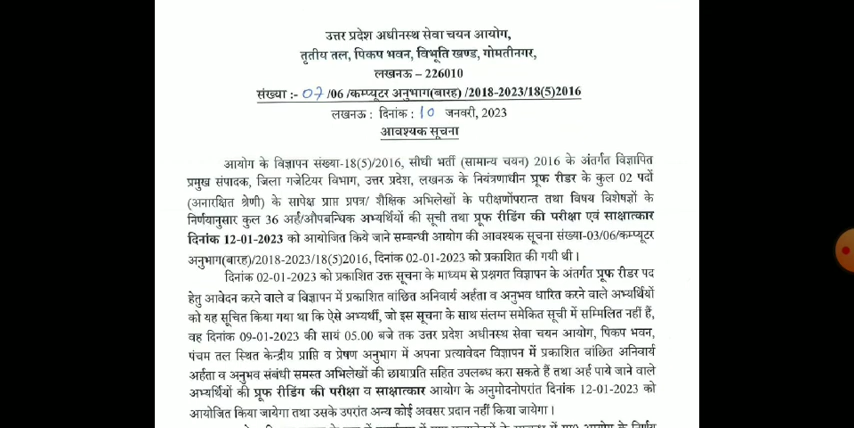 उत्तर प्रदेश अधीनस्थ सेवा चयन आयोग,
तृतीय तल, पिकप भवन, विभूति खण्ड, गोमतीनगर,
लखनऊ – 226010
संख्या :- 07/06 /कम्प्यूटर अनुभाग(बारह) /2018-2023/18(5)2016
लखनऊ : दिनांक : 10 जनवरी, 2023
आवश्यक सूचना
आयोग के विज्ञापन संख्या-18(5)/2016, सीधी भर्ती (सामान्य चयन) 2016 के अंतर्गत विज्ञापित
प्रमुख संपादक, जिला गजेटियर विभाग, उत्तर प्रदेश, लखनऊ के नियंत्रणाधीन प्रूफ रीडर के कुल 02 पदों
(अनारक्षित श्रेणी) के सापेक्ष प्राप्त प्रपत्र/ शैक्षिक अभिलेखों के परीक्षणोंपरान्त तथा विषय विशेषज्ञों के
निर्णयानुसार कुल 36 अर्ह/औपबन्धिक अभ्यर्थियों की सूची तथा प्रूफ रीडिंग की परीक्षा एवं साक्षात्कार
दिनांक 12-01-2023 को आयोजित किये जाने सम्बन्धी आयोग की आवश्यक सूचना संख्या-03/06/कम्प्यूटर
अनुभाग(बारह)/2018-2023/18(5)2016, दिनांक 02-01-2023 को प्रकाशित की गयी थी।
दिनांक 02-01-2023 को प्रकाशित उक्त सूचना के माध्यम से प्रश्नगत विज्ञापन के अंतर्गत प्रूफ रीडर पद
हेतु आवेदन करने वाले व विज्ञापन में प्रकाशित वांछित अनिवार्य अर्हता व अनुभव धारित करने वाले अभ्यर्थियों
को यह सूचित किया गया था कि ऐसे अभ्यर्थी, जो इस सूचना के साथ संलग्न समेकित सूची में सम्मिलित नहीं हैं,
वह दिनांक 09-01-2023 की सायं 05.00 बजे तक उत्तर प्रदेश अधीनस्थ सेवा चयन आयोग, पिकप भवन,
पंचम तल स्थित केन्द्रीय प्राप्ति व प्रेषण अनुभाग में अपना प्रत्यावेदन विज्ञापन में प्रकाशित वांछित अनिवार्य
अर्हता व अनुभव संबंधी समस्त अभिलेखों की छायाप्रति सहित उपलब्ध करा सकते हैं तथा अर्ह पाये जाने वाले
अभ्यर्थियों की प्रूफ रीडिंग की परीक्षा व साक्षात्कार आयोग के अनुमोदनोपरांत दिनांक 12-01-2023 को
आयोजित किया जायेगा तथा उसके उपरांत अन्य कोई अवसर प्रदान नहीं किया जायेगा।